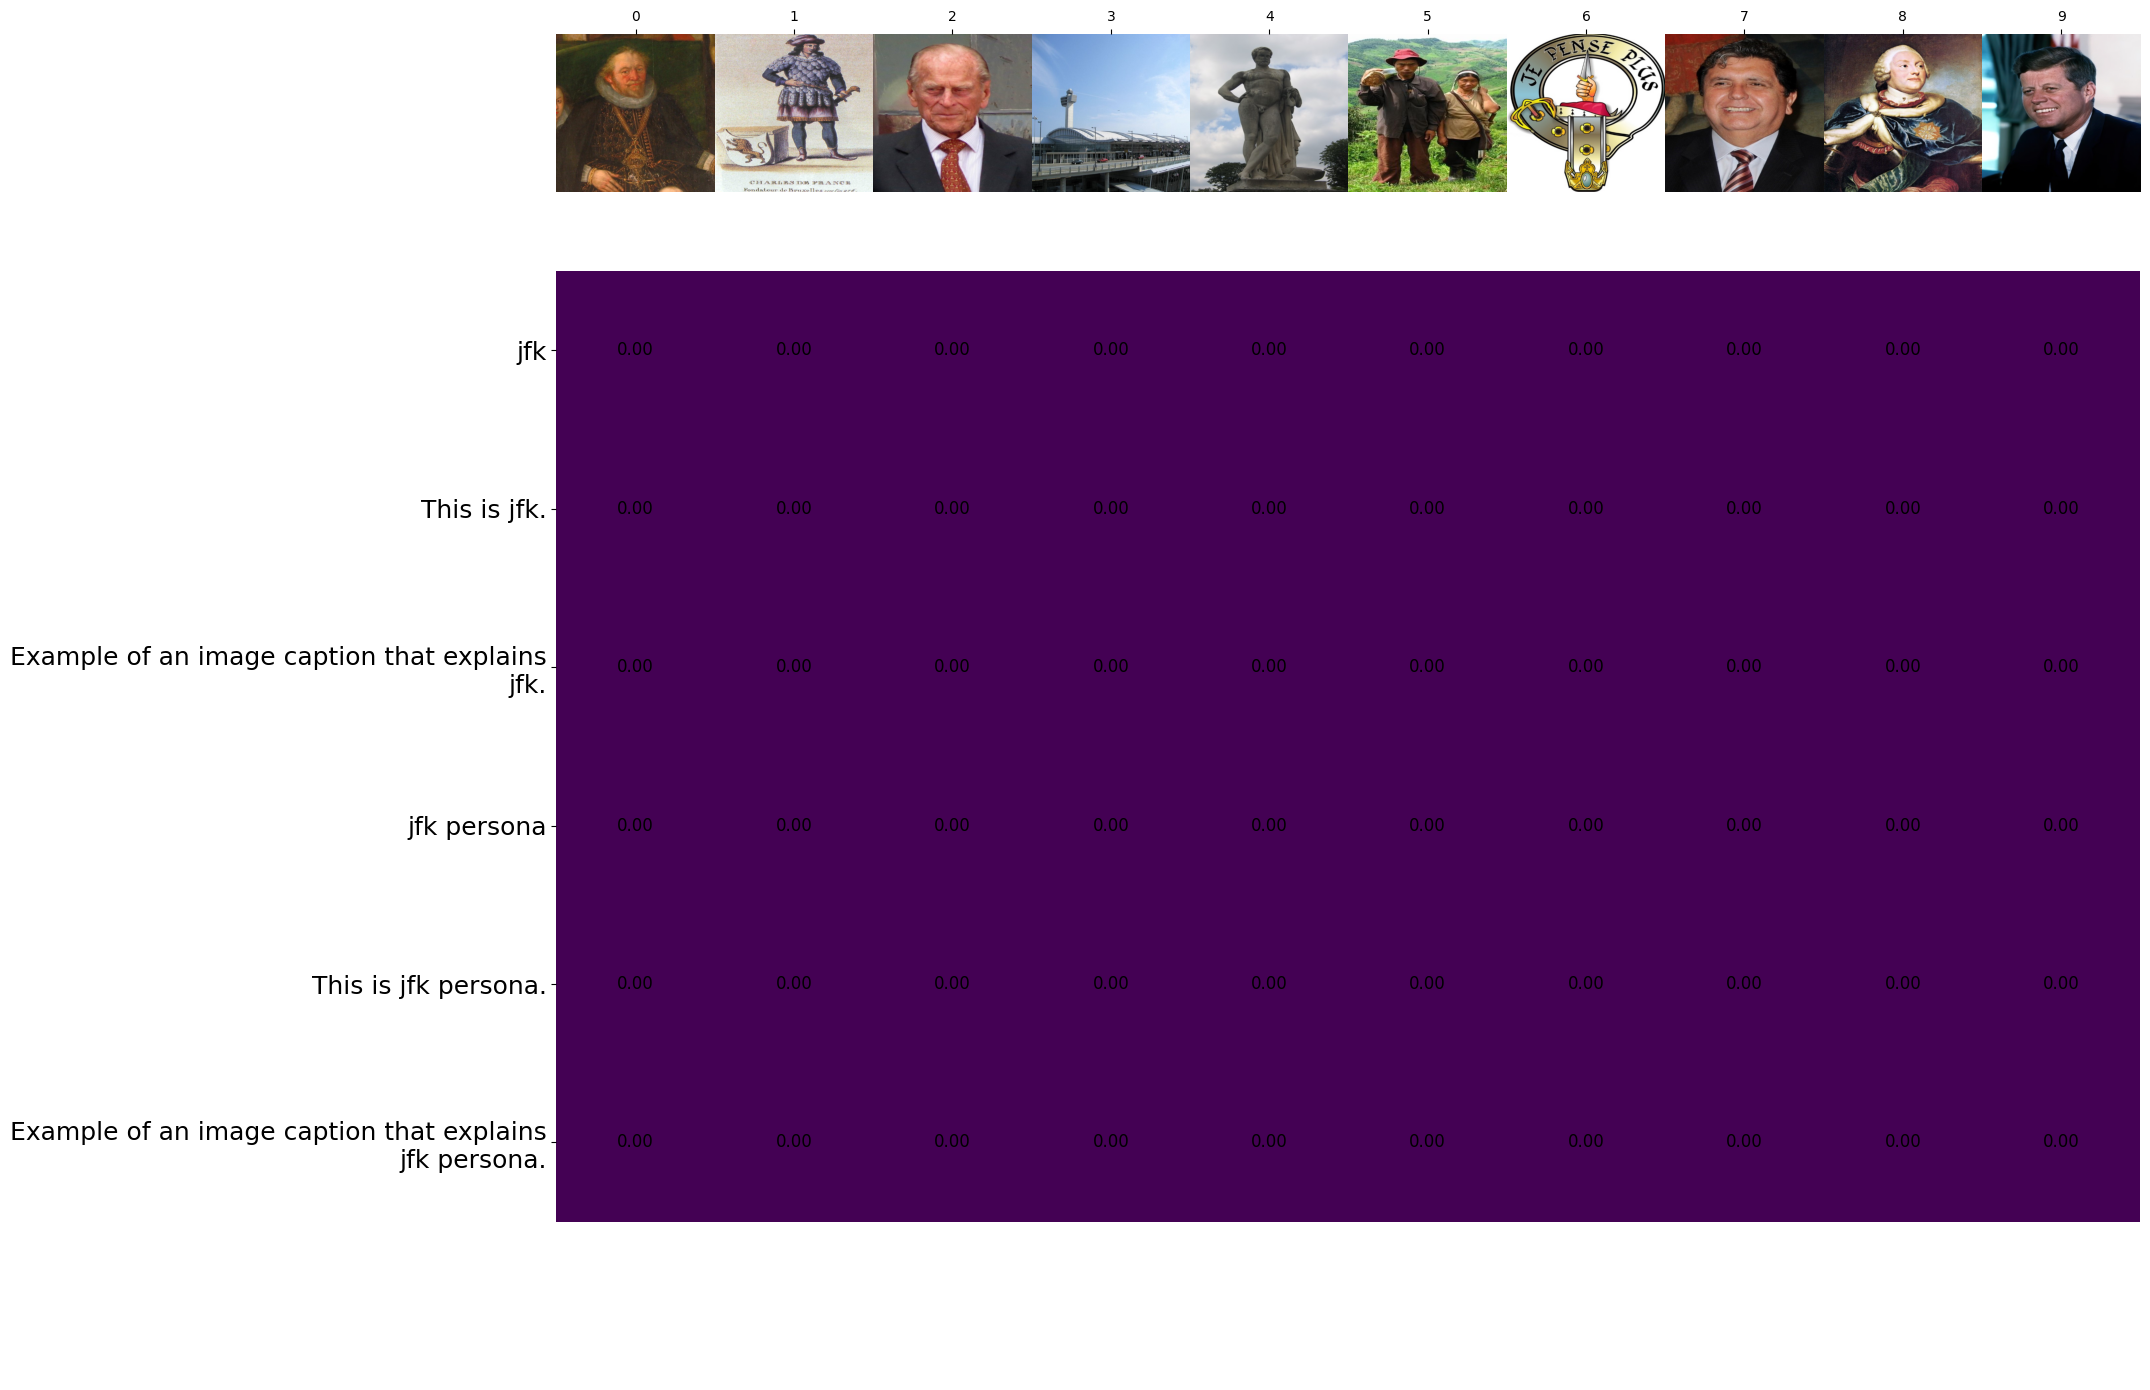 0 1 2 3 4 5 6 7 8 9
JE PENSE PLUS
CHARLES DE FRANCE
Fondateur de Bruxelles
jfk 0.00 0.00 0.00 0.00 0.00 0.00 0.00 0.00 0.00 0.00
This is jfk. 0.00 0.00 0.00 0.00 0.00 0.00 0.00 0.00 0.00 0.00
Example of an image caption that explains
jfk. 0.00 0.00 0.00 0.00 0.00 0.00 0.00 0.00 0.00 0.00
jfk persona 0.00 0.00 0.00 0.00 0.00 0.00 0.00 0.00 0.00 0.00
This is jfk persona. 0.00 0.00 0.00 0.00 0.00 0.00 0.00 0.00 0.00 0.00
Example of an image caption that explains
jfk persona. 0.00 0.00 0.00 0.00 0.00 0.00 0.00 0.00 0.00 0.00